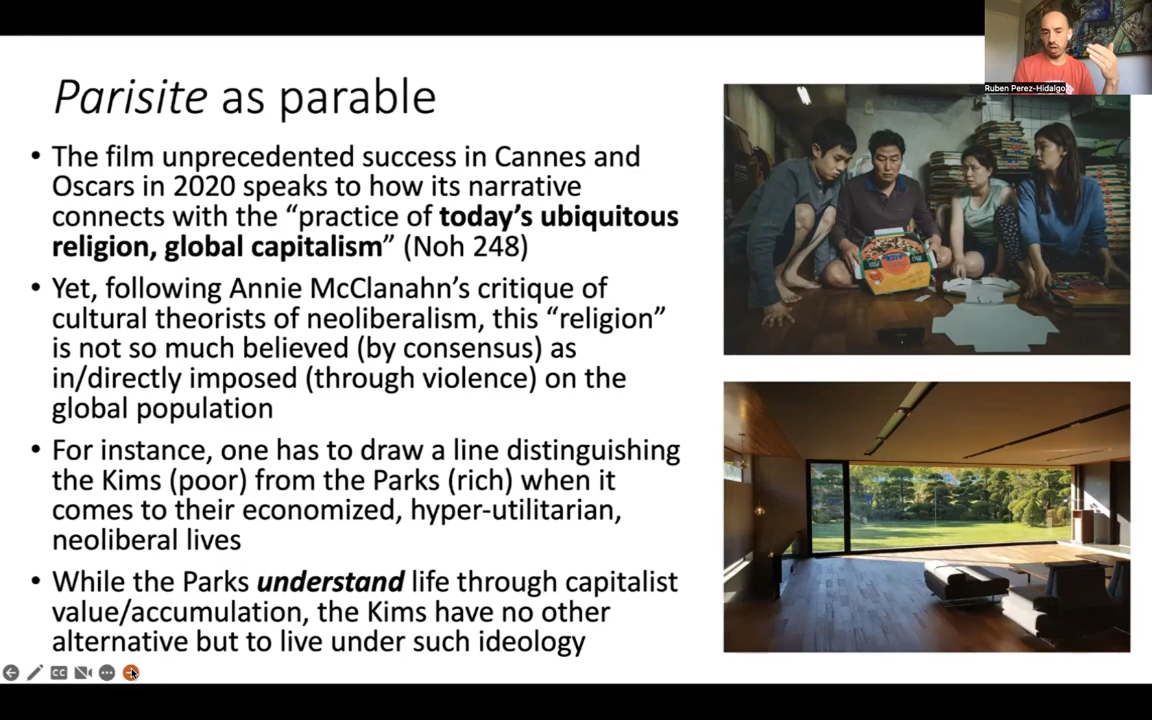 Ruben Perez-Hidalgo
Parisite as parable
• The film unprecedented success in Cannes and
Oscars in 2020 speaks to how its narrative
connects with the “practice of today’s ubiquitous
religion, global capitalism” (Noh 248)
• Yet, following Annie McClanahn’s critique of
cultural theorists of neoliberalism, this “religion”
is not so much believed (by consensus) as
in/directly imposed (through violence) on the
global population
• For instance, one has to draw a line distinguishing
the Kims (poor) from the Parks (rich) when it
comes to their economized, hyper-utilitarian,
neoliberal lives
• While the Parks understand life through capitalist
value/accumulation, the Kims have no other
alternative but to live under such ideology
CC